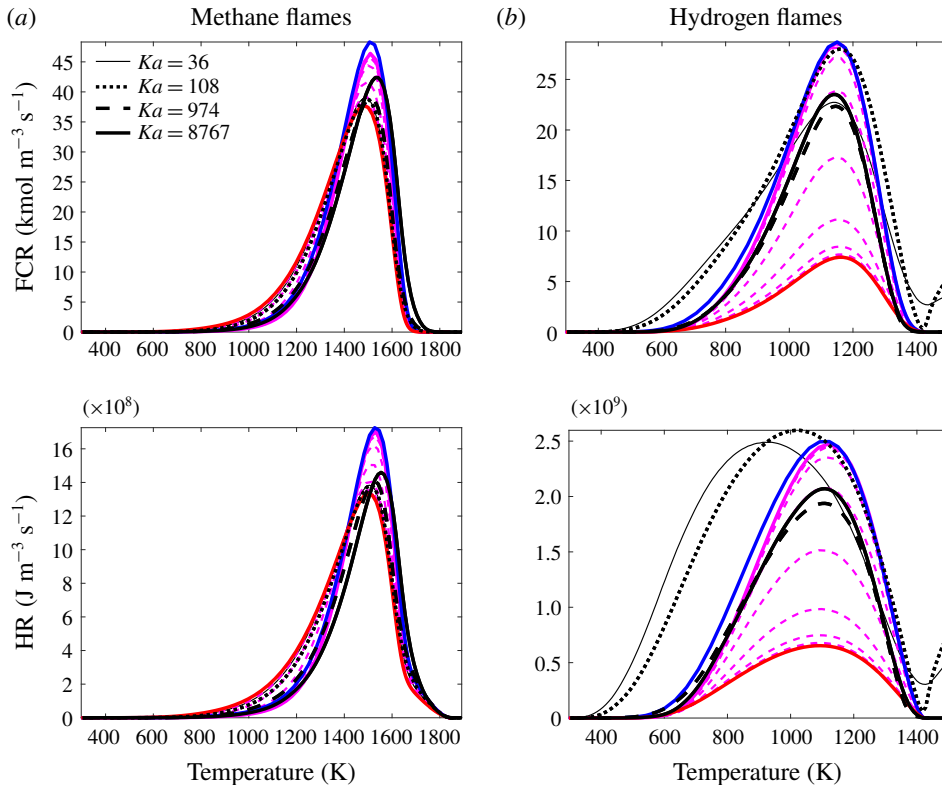 (a) Methane flames
(b) Hydrogen flames
FCR (kmol m⁻³ s⁻¹)
45
40
35
30
25
20
15
10
5
0
Ka = 36
Ka = 108
Ka = 974
Ka = 8767
400 600 800 1000 1200 1400 1600 1800
25
20
15
10
5
0
400 600 800 1000 1200 1400
(×10⁸)
HR (J m⁻³ s⁻¹)
16
14
12
10
8
6
4
2
0
400 600 800 1000 1200 1400 1600 1800
Temperature (K)
(×10⁹)
2.5
2.0
1.5
1.0
0.5
0
400 600 800 1000 1200 1400
Temperature (K)